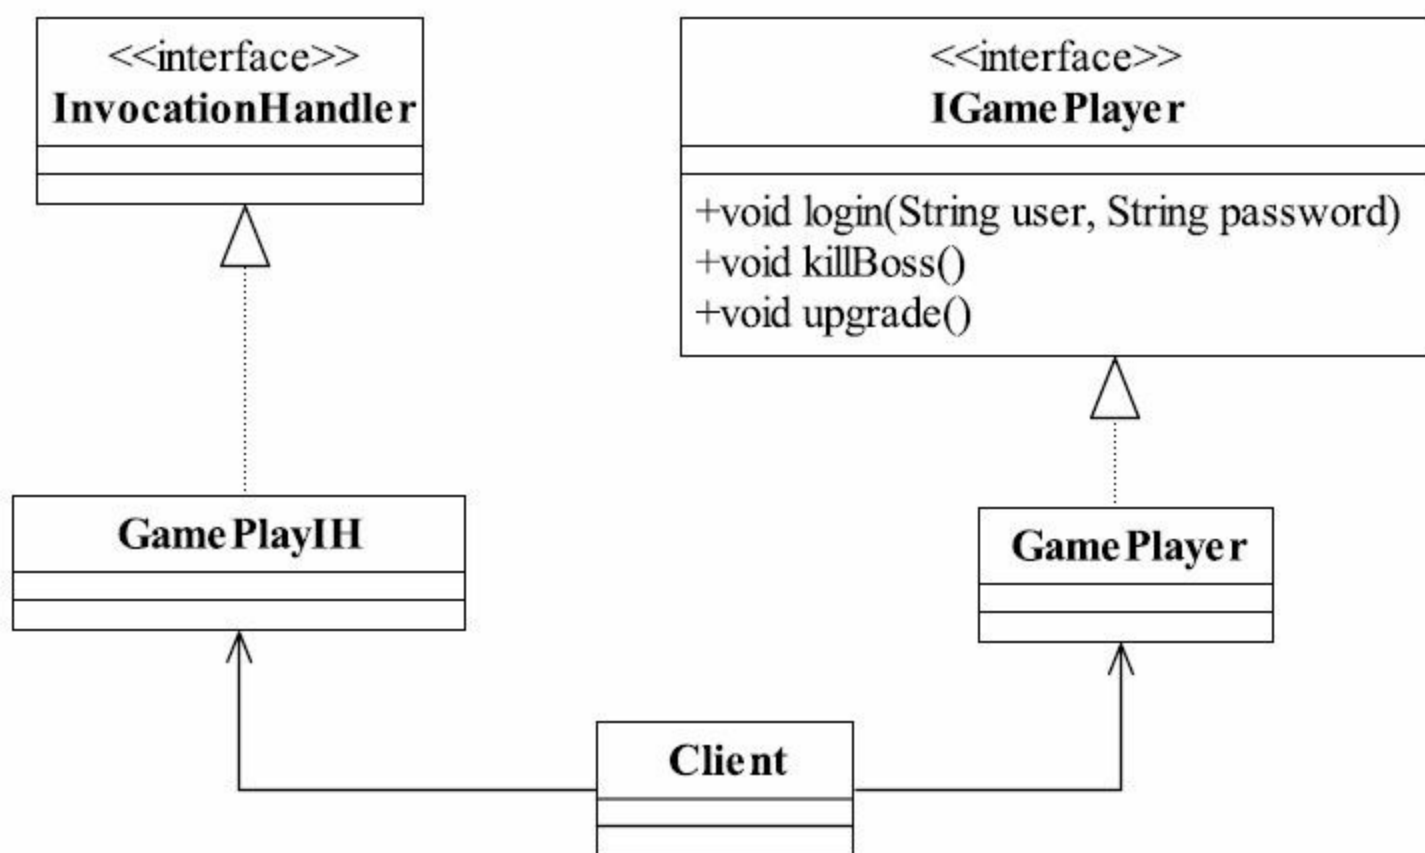 <<interface>>
InvocationHandler
<<interface>>
IGamePlayer
+void login(String user, String password)
+void killBoss()
+void upgrade()
GamePlayIH
GamePlayer
Client